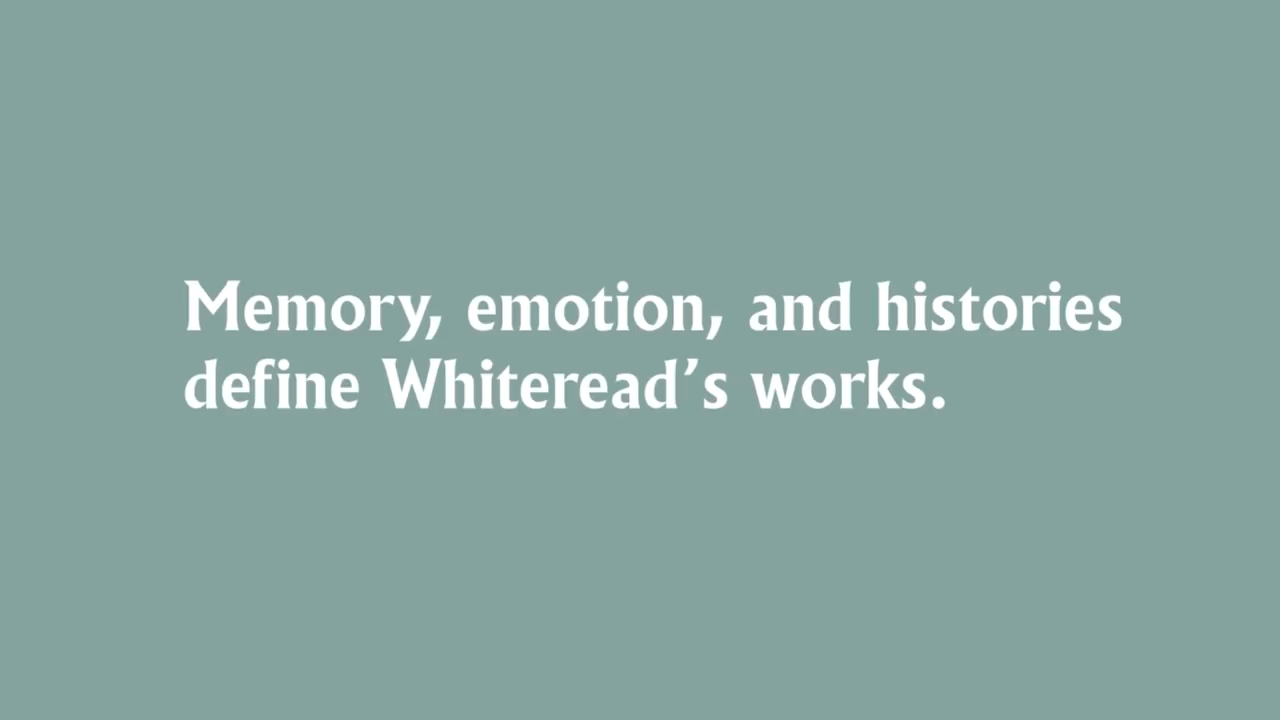 Memory, emotion, and histories
define Whiteread’s works.